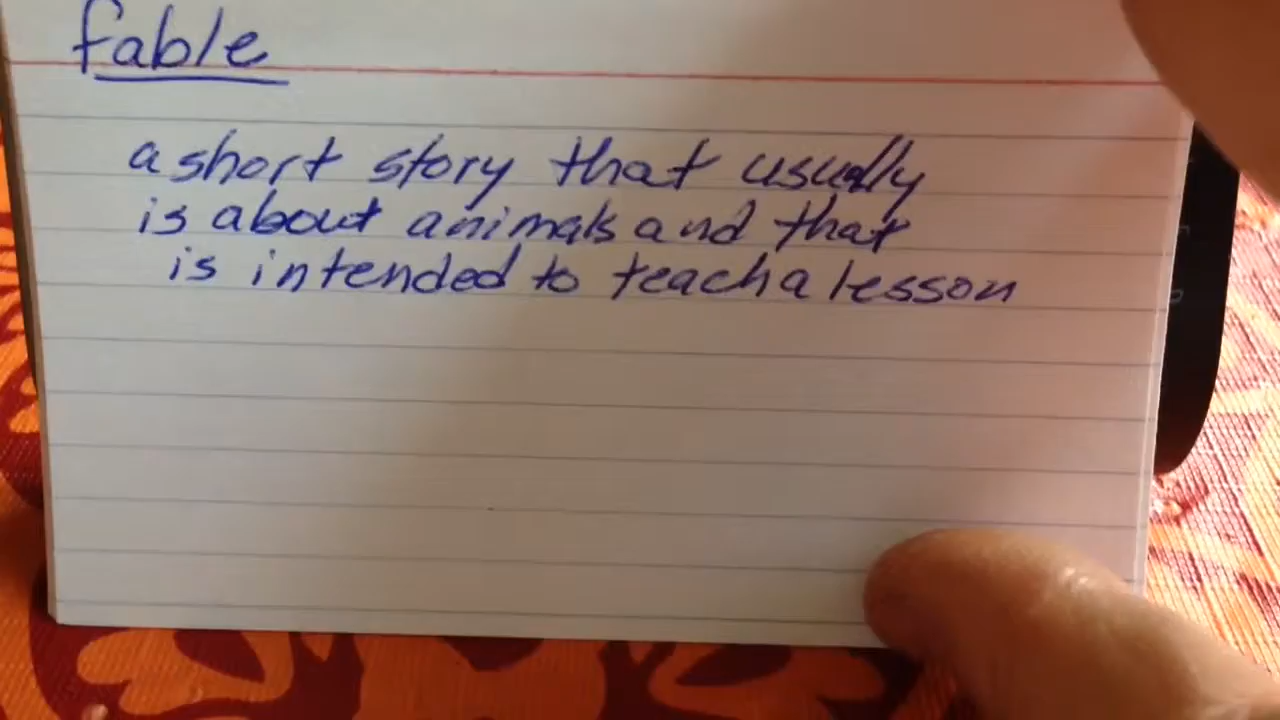 fable
a short story that usually
is about animals and that
is intended to teach a lesson